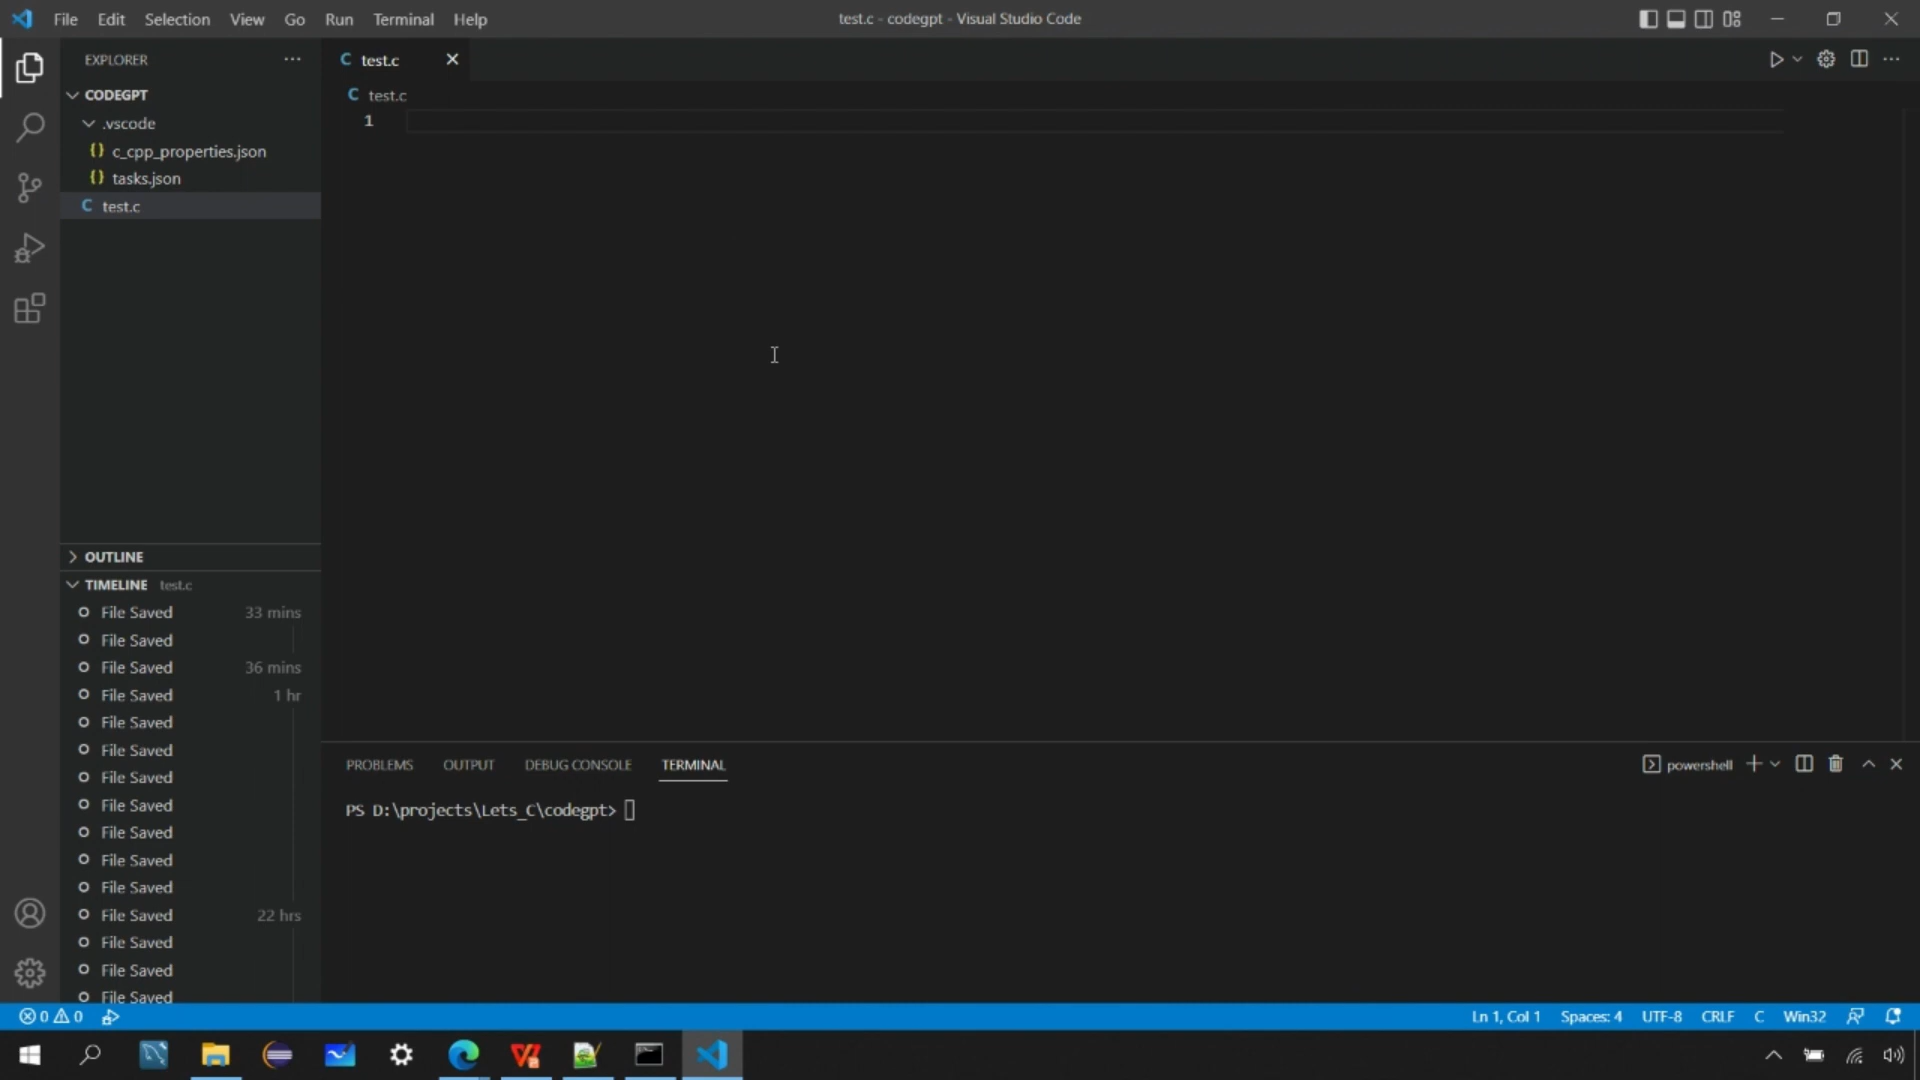 File Edit Selection View Go Run Terminal Help
test.c - codegpt - Visual Studio Code
EXPLORER
CODEGPT
.vscode
{} c_cpp_properties.json
{} tasks.json
C test.c
OUTLINE
TIMELINE test.c
File Saved 33 mins
File Saved
File Saved 36 mins
File Saved 1 hr
File Saved
File Saved
File Saved
File Saved
File Saved
File Saved
File Saved
File Saved 22 hrs
File Saved
File Saved
File Saved
C test.c
C test.c
1
PROBLEMS OUTPUT DEBUG CONSOLE TERMINAL
powershell
PS D:\projects\Lets_C\codegpt>
0 0
Ln 1, Col 1 Spaces: 4 UTF-8 CRLF C Win32